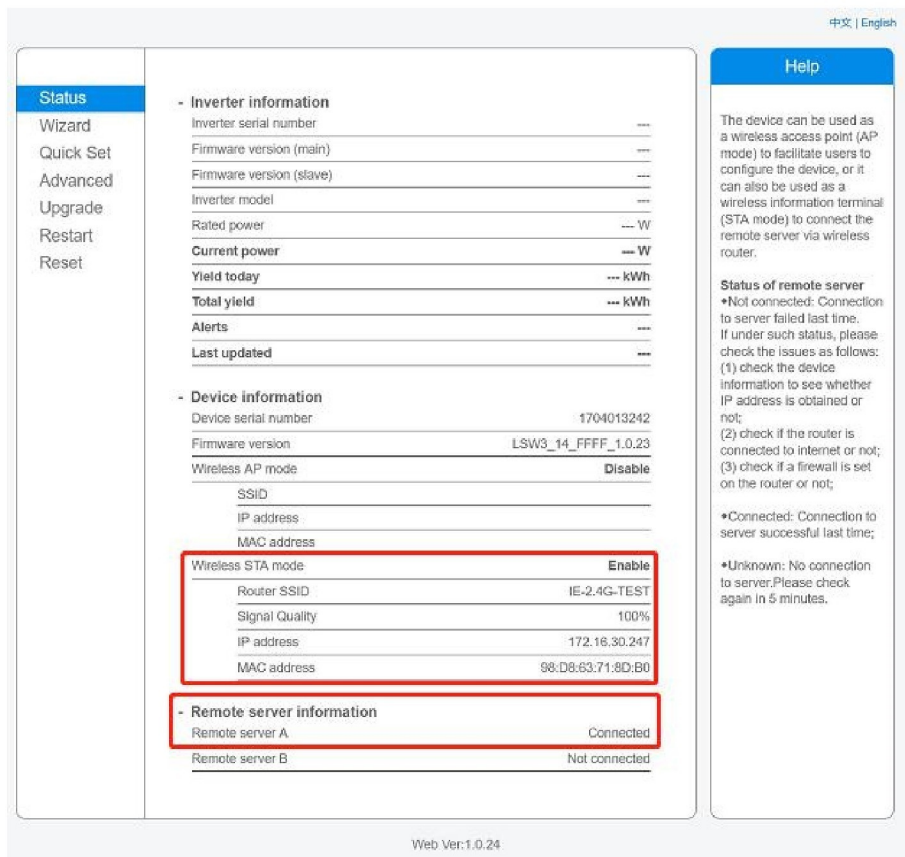 中文 | English
Status
Wizard
Quick Set
Advanced
Upgrade
Restart
Reset
- Inverter information
Inverter serial number ---
Firmware version (main) ---
Firmware version (slave) ---
Inverter model ---
Rated power --- W
Current power --- W
Yield today --- kWh
Total yield --- kWh
Alerts ---
Last updated ---
- Device information
Device serial number 1704013242
Firmware version LSW3_14_FFFF_1.0.23
Wireless AP mode Disable
SSID
IP address
MAC address
Wireless STA mode Enable
Router SSID IE-2.4G-TEST
Signal Quality 100%
IP address 172.16.30.247
MAC address 98:D8:63:71:8D:B0
- Remote server information
Remote server A Connected
Remote server B Not connected
Help
The device can be used as
a wireless access point (AP
mode) to facilitate users to
configure the device, or it
can also be used as a
wireless information terminal
(STA mode) to connect the
remote server via wireless
router.
Status of remote server
♦Not connected: Connection
to server failed last time.
If under such status, please
check the issues as follows:
(1) check the device
information to see whether
IP address is obtained or
not;
(2) check if the router is
connected to internet or not;
(3) check if a firewall is set
on the router or not;
♦Connected: Connection to
server successful last time;
♦Unknown: No connection
to server.Please check
again in 5 minutes.
Web Ver:1.0.24